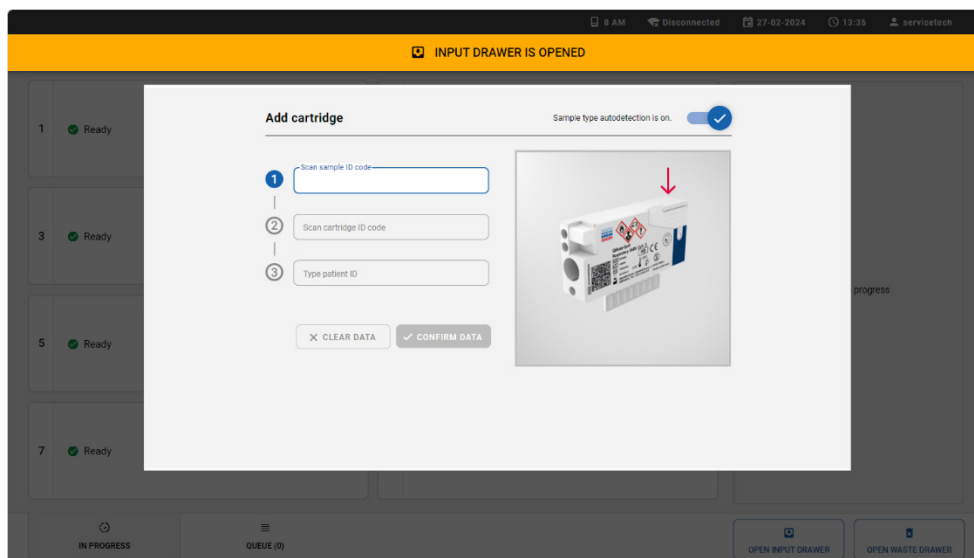 8 AM Disconnected 27-02-2024 13:35 servicetech
INPUT DRAWER IS OPENED
Add cartridge
Sample type autodetection is on.
1 Ready
3 Ready
5 Ready
7 Ready
1 Scan sample ID code
2 Scan cartridge ID code
3 Type patient ID
CLEAR DATA
CONFIRM DATA
progress
IN PROGRESS
QUEUE (0)
OPEN INPUT DRAWER
OPEN WASTE DRAWER